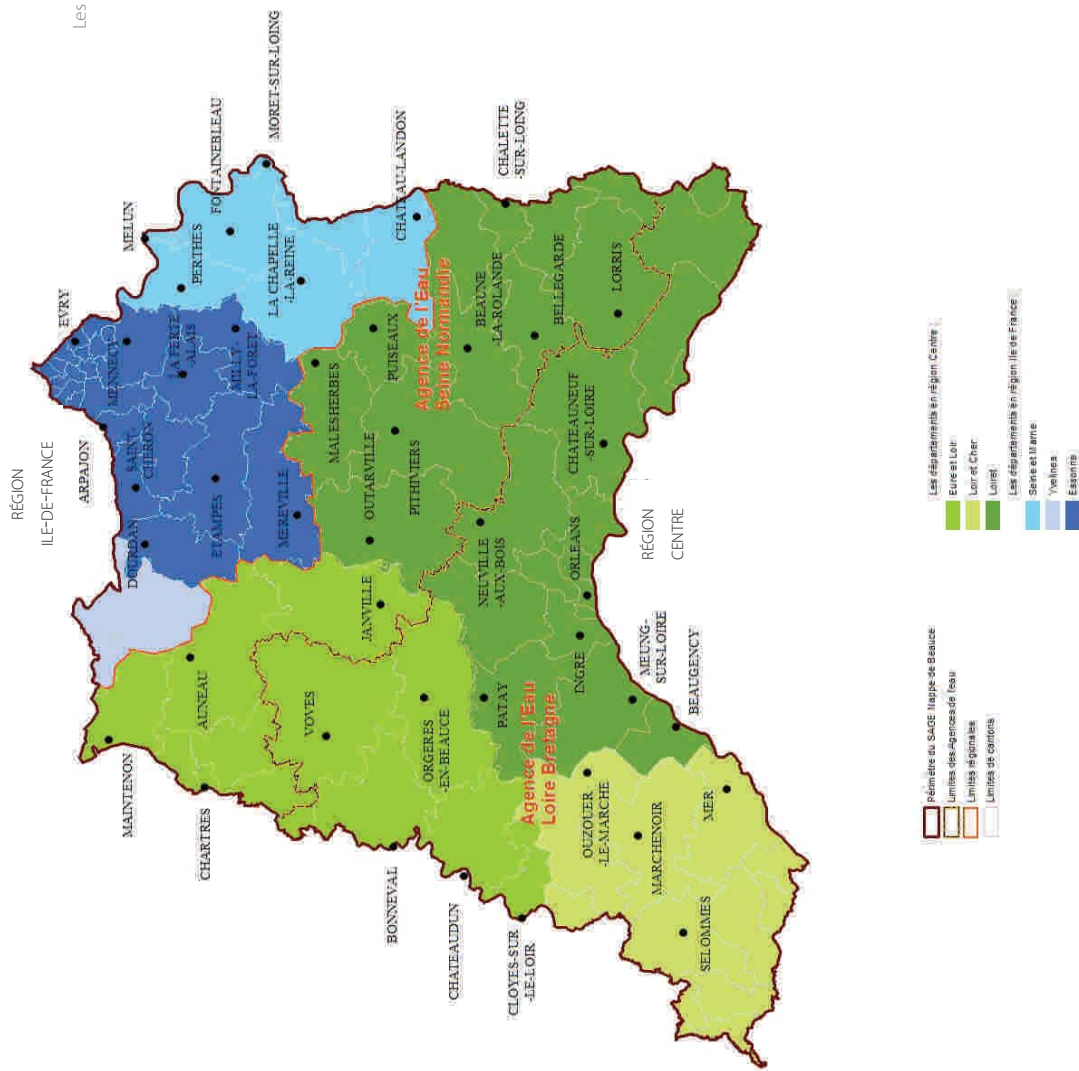 RÉGION
ILE-DE-FRANCE
Les
EVRY
MELUN
ARPAJON
MENNECY
PERTHES
FONTAINEBLEAU
MORET-SUR-LOING
DOURDAN
SAINT
-CHERON
LA FERTE
-ALAIS
MILLY-
LA-FORET
LA CHAPELLE
-LA-REINE
CHATEAU-LANDON
CHALETTE
-SUR-LOING
ETAMPES
MEREVILLE
MALESHERBES
PUISEAUX
Agence de l'Eau
Seine Normandie
BEAUNE
-LA-ROLANDE
BELLEGARDE
LORRIS
OUTARVILLE
PITHIVIERS
CHATEAUNEUF
-SUR-LOIRE
MAINTENON
AUNEAU
CHARTRES
VOVES
JANVILLE
NEUVILLE
-AUX-BOIS
ORLEANS
RÉGION
CENTRE
BONNEVAL
ORGERES
-EN-BEAUCE
PATAY
INGRE
MEUNG-
SUR-LOIRE
BEAUGENCY
CHATEAUDUN
CLOYES-SUR
-LE-LOIR
Agence de l'Eau
Loire Bretagne
OUZOUER
-LE-MARCHE
MARCHENOIR
MER
SELOMMES
Périmètre du SAGE Nappe de Beauce
Limites des Agences de l'eau
Limites régionales
Limites de cantons
Les départements en région Centre :
Eure et Loir
Loir et Cher
Loiret
Les départements en région Ile de France :
Seine et Marne
Yvelines
Essonne